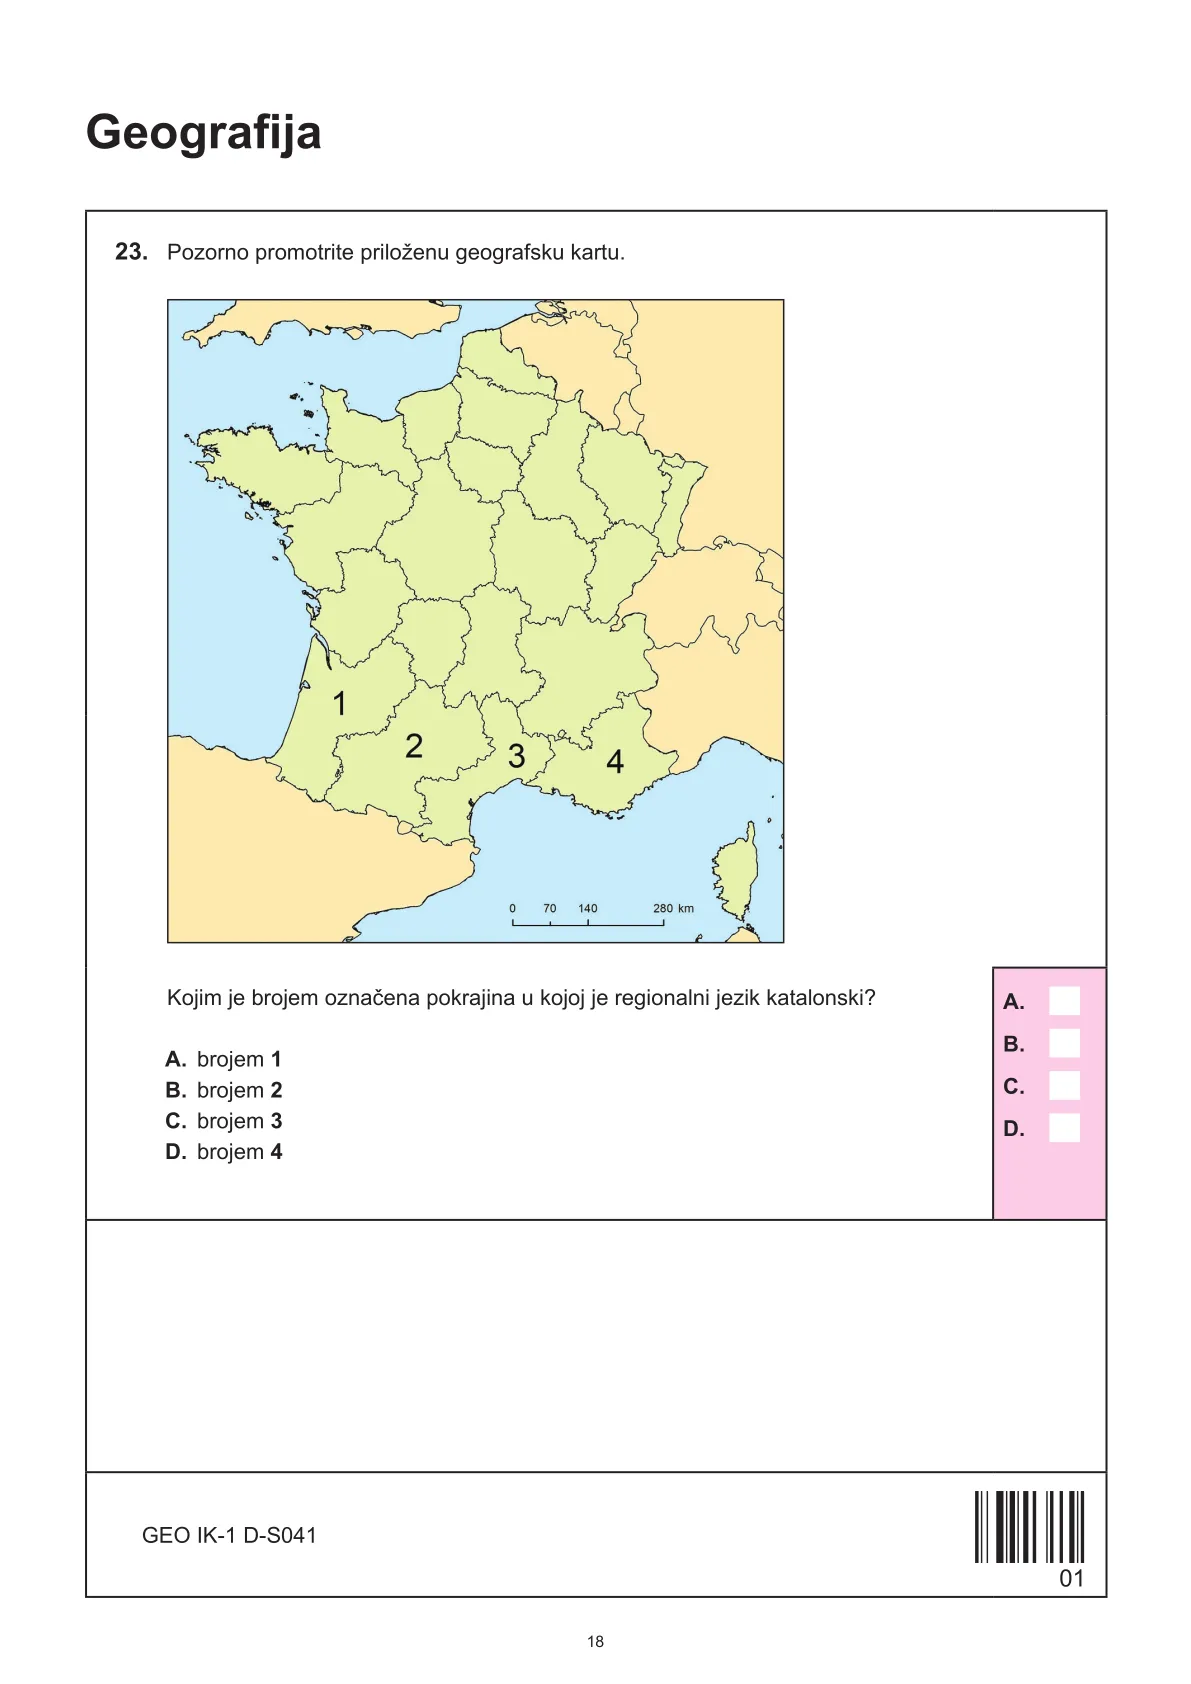 Geografija
23. Pozorno promotrite priloženu geografsku kartu.
1
2
3
4
0 70 140 280 km
Kojim je brojem označena pokrajina u kojoj je regionalni jezik katalonski?
A. brojem 1
B. brojem 2
C. brojem 3
D. brojem 4
A.
B.
C.
D.
GEO IK-1 D-S041
01
18